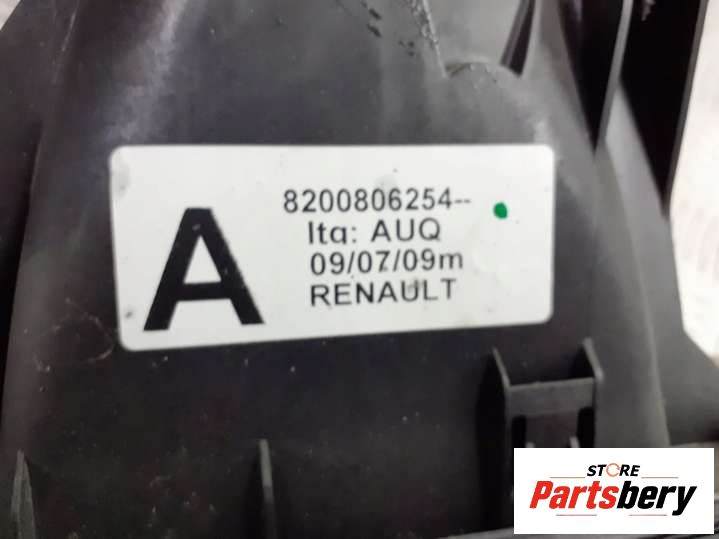 A
8200806254--
Ita: AUQ
09/07/09m
RENAULT
STORE
Partsbery